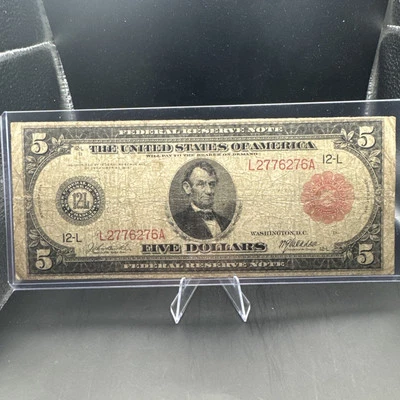 FEDERAL RESERVE NOTE
5 THE UNITED STATES OF AMERICA 5
WILL PAY TO THE BEARER ON DEMAND
L2776276A 12-L
12-L
WASHINGTON, D.C.
12-L L2776276A
5 FIVE DOLLARS 5
FEDERAL RESERVE NOTE